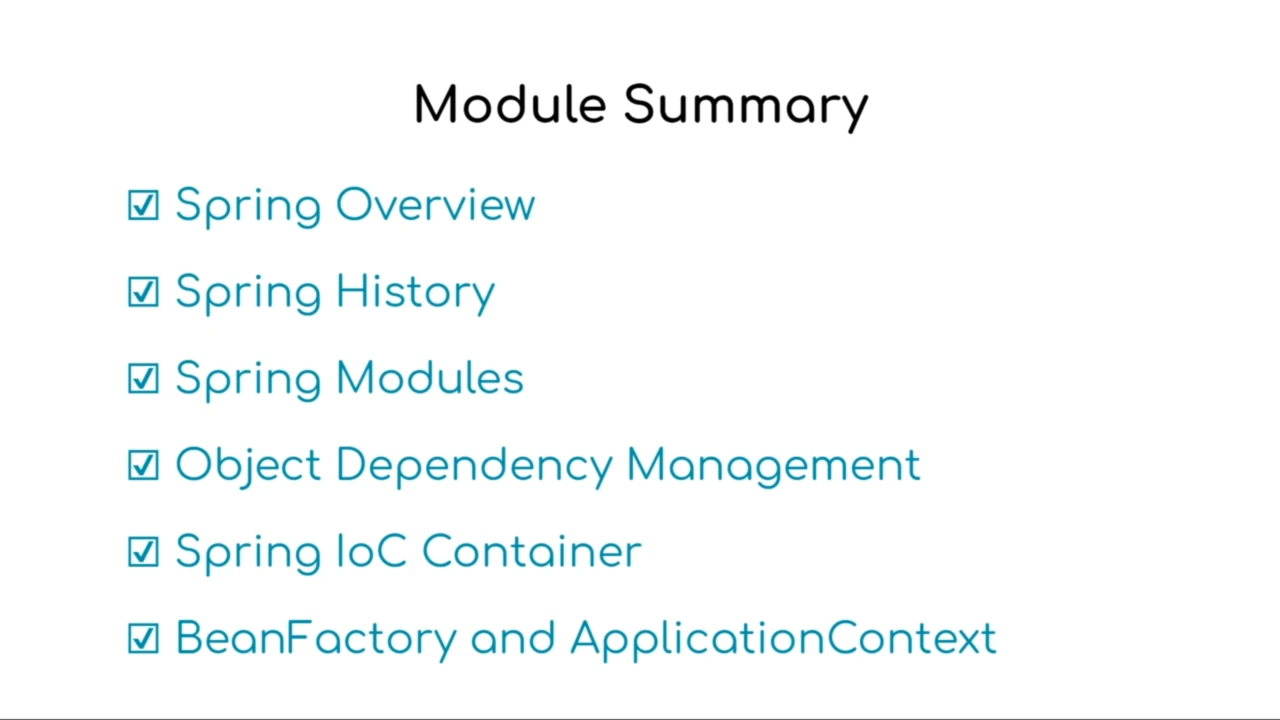 Module Summary
☑ Spring Overview
☑ Spring History
☑ Spring Modules
☑ Object Dependency Management
☑ Spring IoC Container
☑ BeanFactory and ApplicationContext